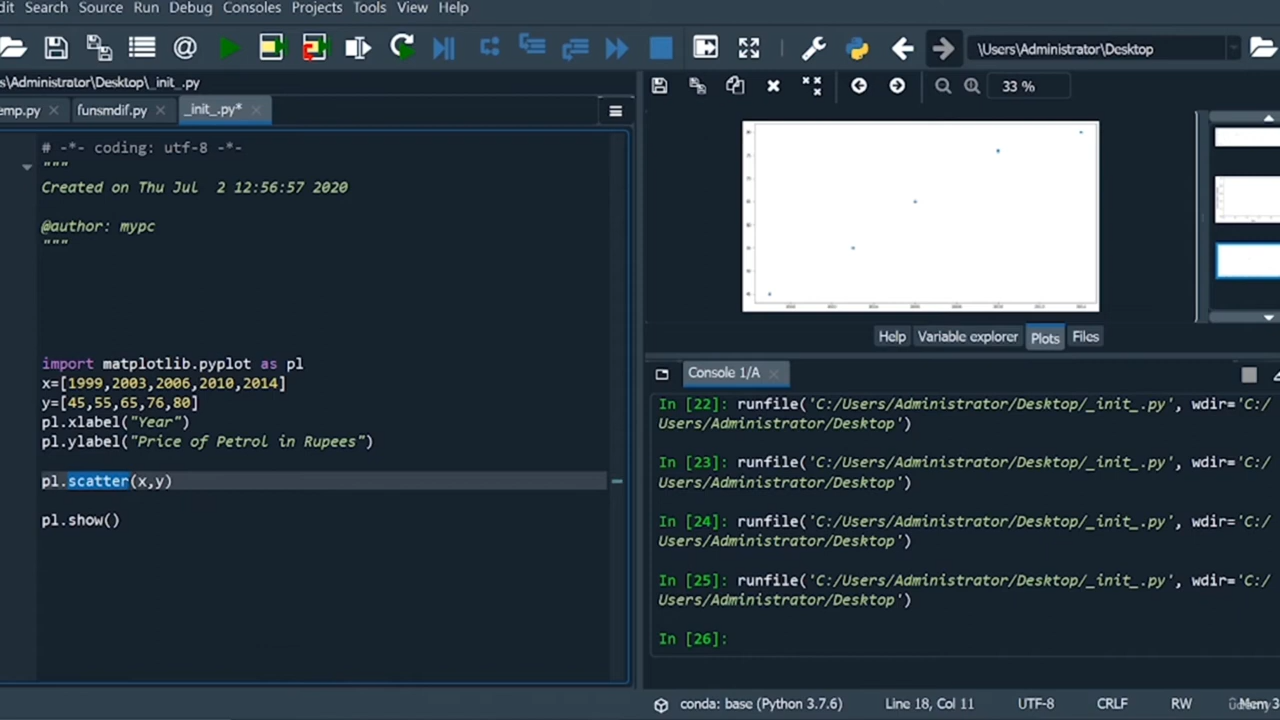 dit Search Source Run Debug Consoles Projects Tools View Help
\Users\Administrator\Desktop
s/Administrator\Desktop\_init_.py
emp.py funsmdif.py _init_.py*
33 %
# -*- coding: utf-8 -*-
"""
Created on Thu Jul  2 12:56:57 2020
@author: mypc
"""
import matplotlib.pyplot as pl
x=[1999,2003,2006,2010,2014]
y=[45,55,65,76,80]
pl.xlabel("Year")
pl.ylabel("Price of Petrol in Rupees")
pl.scatter(x,y)
pl.show()
Help Variable explorer Plots Files
Console 1/A
In [22]: runfile('C:/Users/Administrator/Desktop/_init_.py', wdir='C:/
Users/Administrator/Desktop')
In [23]: runfile('C:/Users/Administrator/Desktop/_init_.py', wdir='C:/
Users/Administrator/Desktop')
In [24]: runfile('C:/Users/Administrator/Desktop/_init_.py', wdir='C:/
Users/Administrator/Desktop')
In [25]: runfile('C:/Users/Administrator/Desktop/_init_.py', wdir='C:/
Users/Administrator/Desktop')
In [26]:
conda: base (Python 3.7.6) Line 18, Col 11 UTF-8 CRLF RW